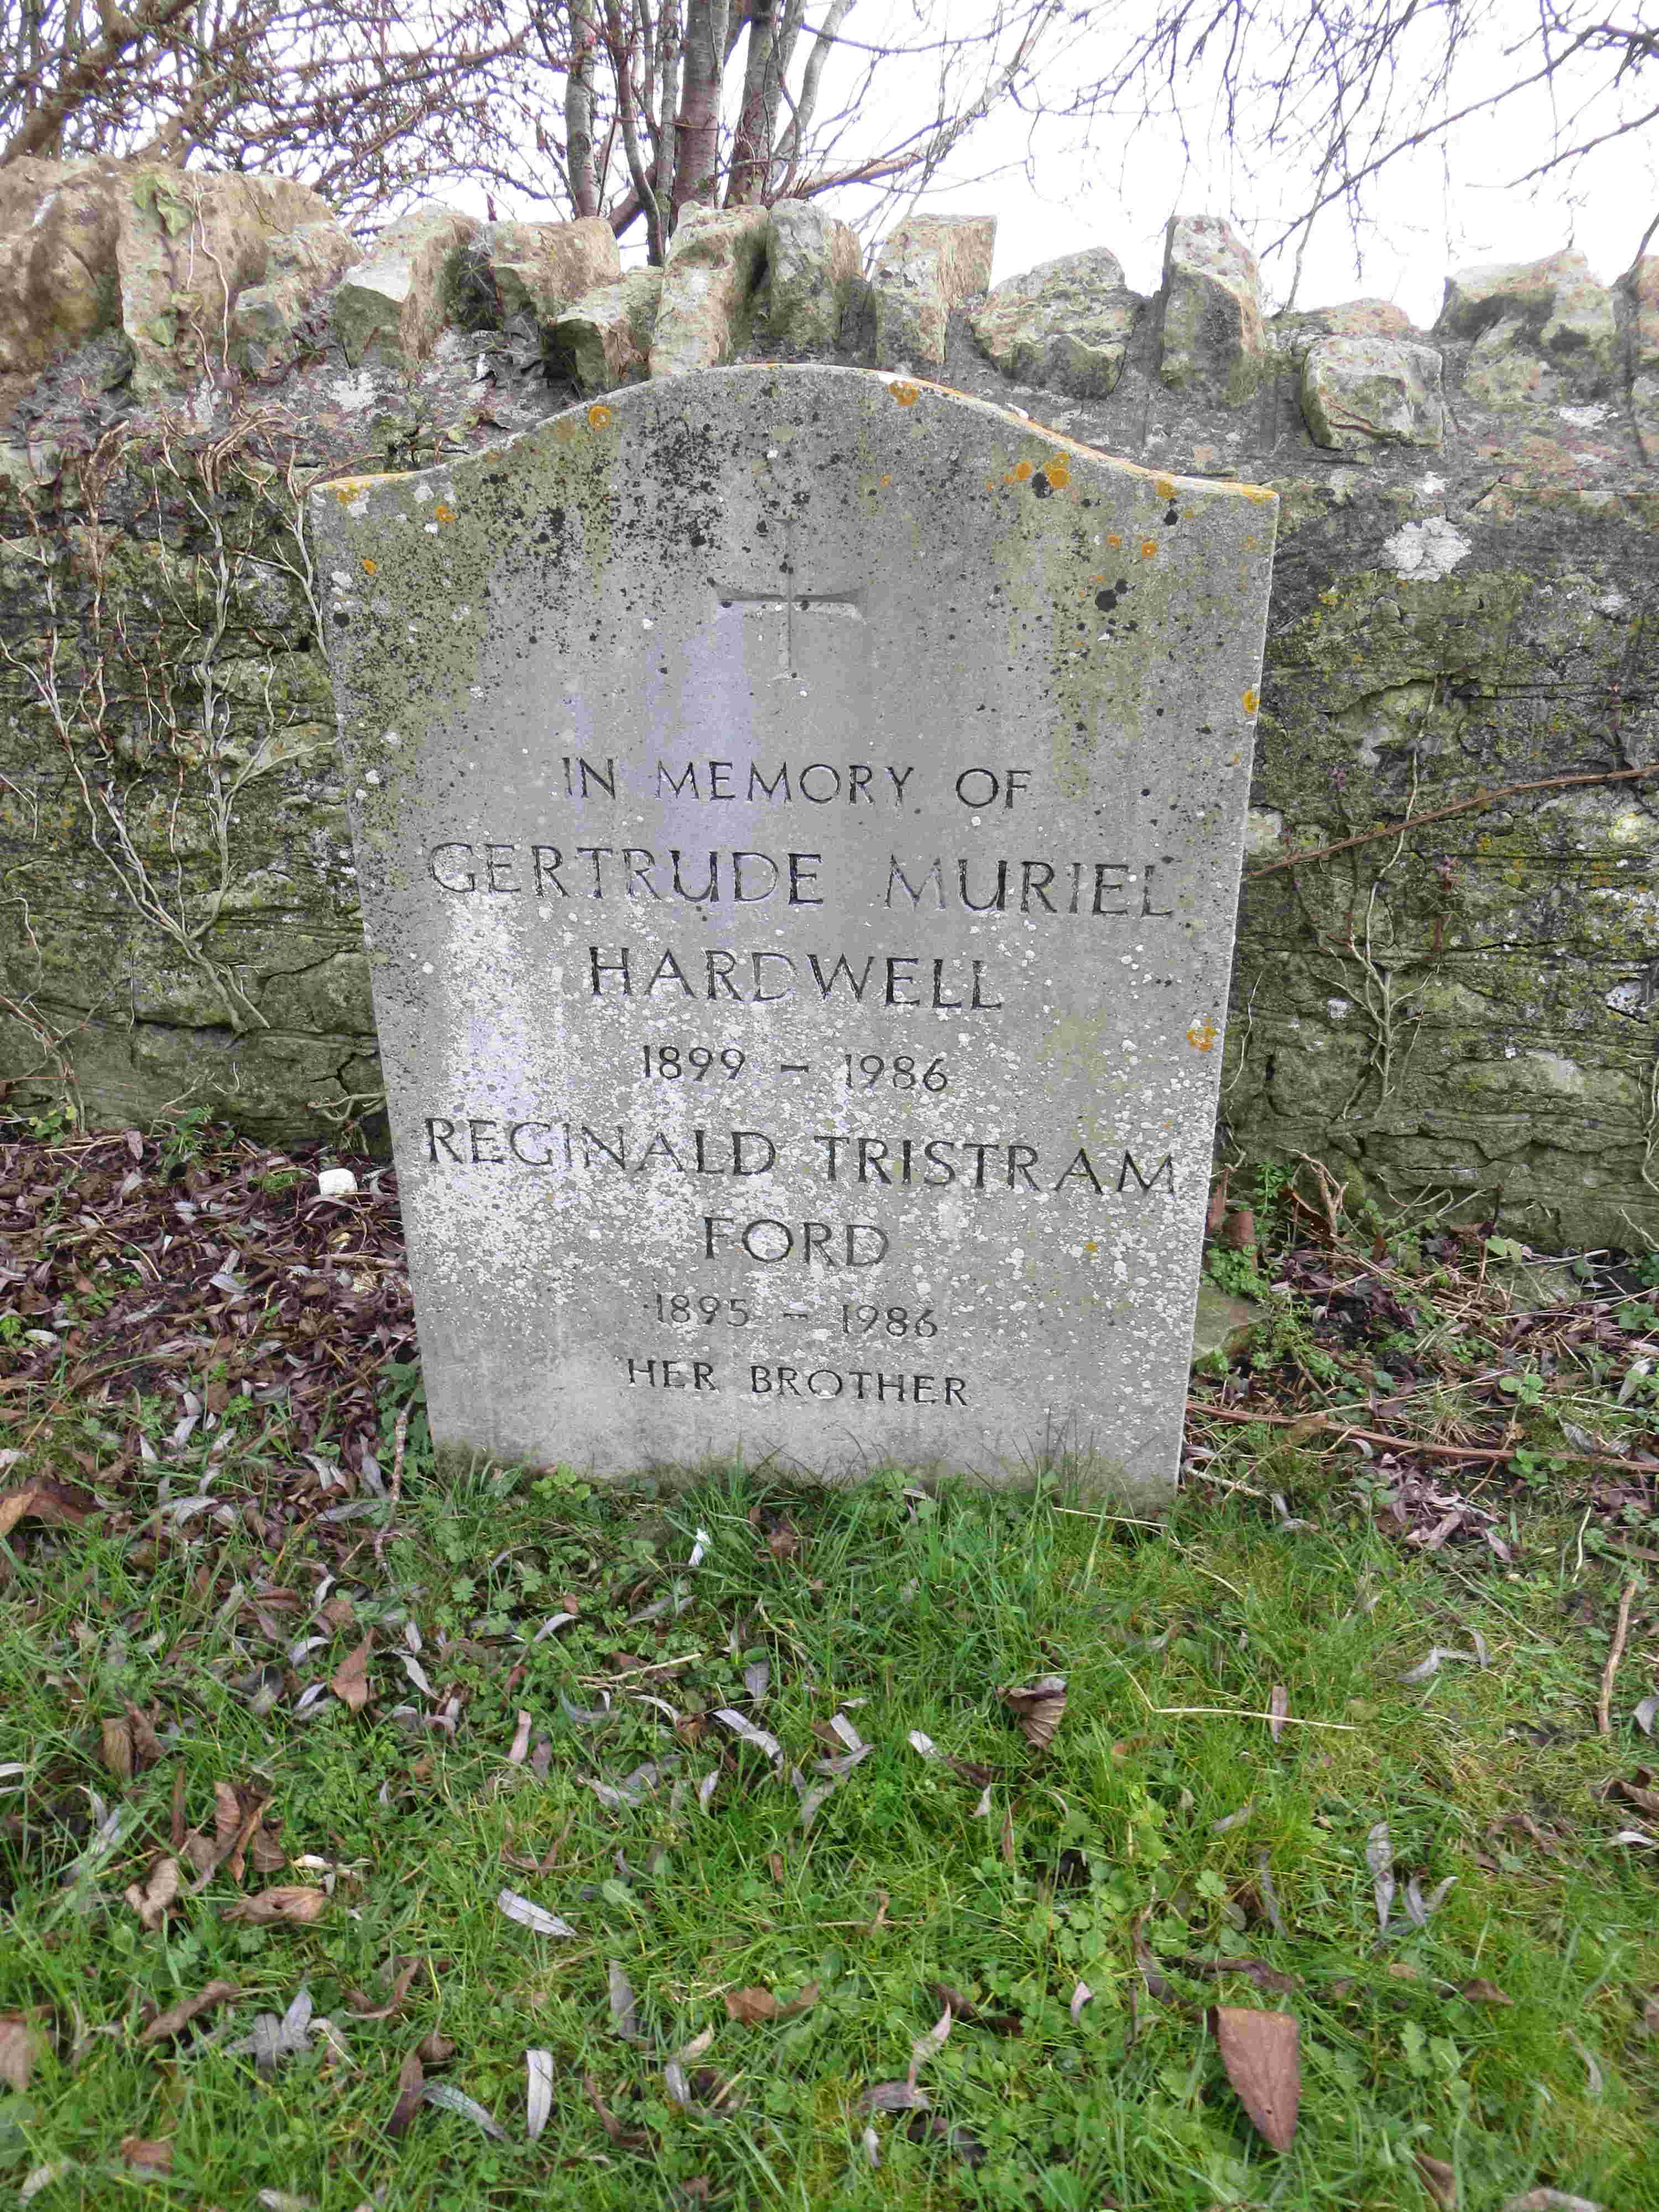 IN MEMORY OF
GERTRUDE MURIEL
HARDWELL
1899 - 1986
REGINALD TRISTRAM
FORD
1895 - 1986
HER BROTHER